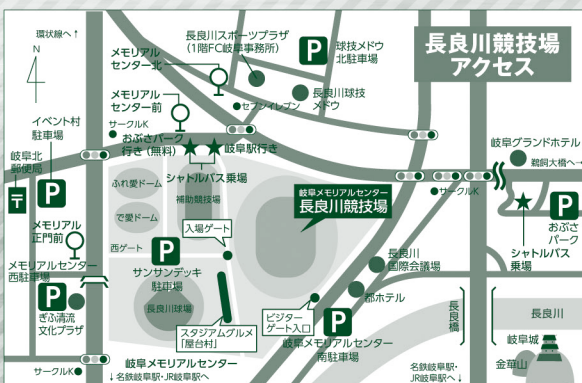 環状線へ↑
N
長良川スポーツプラザ
(1階FC岐阜事務所)
メモリアル
センター北
P
球技メドウ
北駐車場
長良川競技場
アクセス
メモリアル
センター前
セブンイレブン
長良川球技
メドウ
イベント村
駐車場
サークルK
おぶさパーク
行き(無料)
岐阜駅行き
岐阜グランドホテル
鵜飼大橋へ→
岐阜北
郵便局
〒
P
ふれ愛ドーム
シャトルバス乗場
補助競技場
岐阜メモリアルセンター
長良川競技場
サークルK
P
おぶさ
パーク
で愛ドーム
メモリアル
正門前
入場ゲート
シャトルバス
乗場
西ゲート
P
サンサンデッキ
駐車場
長良川
国際会議場
メモリアルセンター
西駐車場
P
ぎふ清流
文化プラザ
長良川球場
都ホテル
スタジアムグルメ
「屋台村」
ビジター
ゲート入口
P
岐阜メモリアルセンター
南駐車場
長良橋
長良川
岐阜城
金華山
サークルK
岐阜メモリアルセンター
↓名鉄岐阜駅・JR岐阜駅へ
名鉄岐阜駅・
JR岐阜駅へ↓